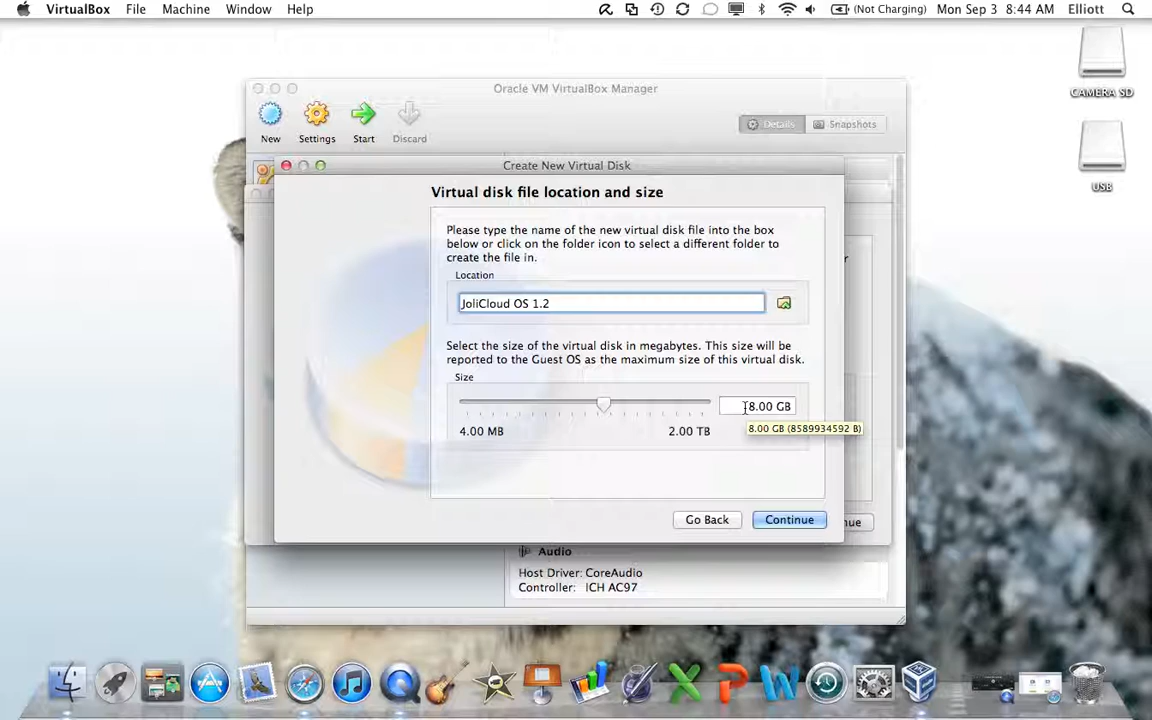 VirtualBox File Machine Window Help (Not Charging) Mon Sep 3 8:44 AM Elliott
CAMERA SD
USB
Oracle VM VirtualBox Manager
New Settings Start Discard Details Snapshots
Create New Virtual Disk
Virtual disk file location and size
Please type the name of the new virtual disk file into the box
below or click on the folder icon to select a different folder to
create the file in.
Location
JoliCloud OS 1.2
Select the size of the virtual disk in megabytes. This size will be
reported to the Guest OS as the maximum size of this virtual disk.
Size
8.00 GB
4.00 MB 2.00 TB
8.00 GB (8589934592 B)
Go Back Continue
Audio
Host Driver: CoreAudio
Controller: ICH AC97